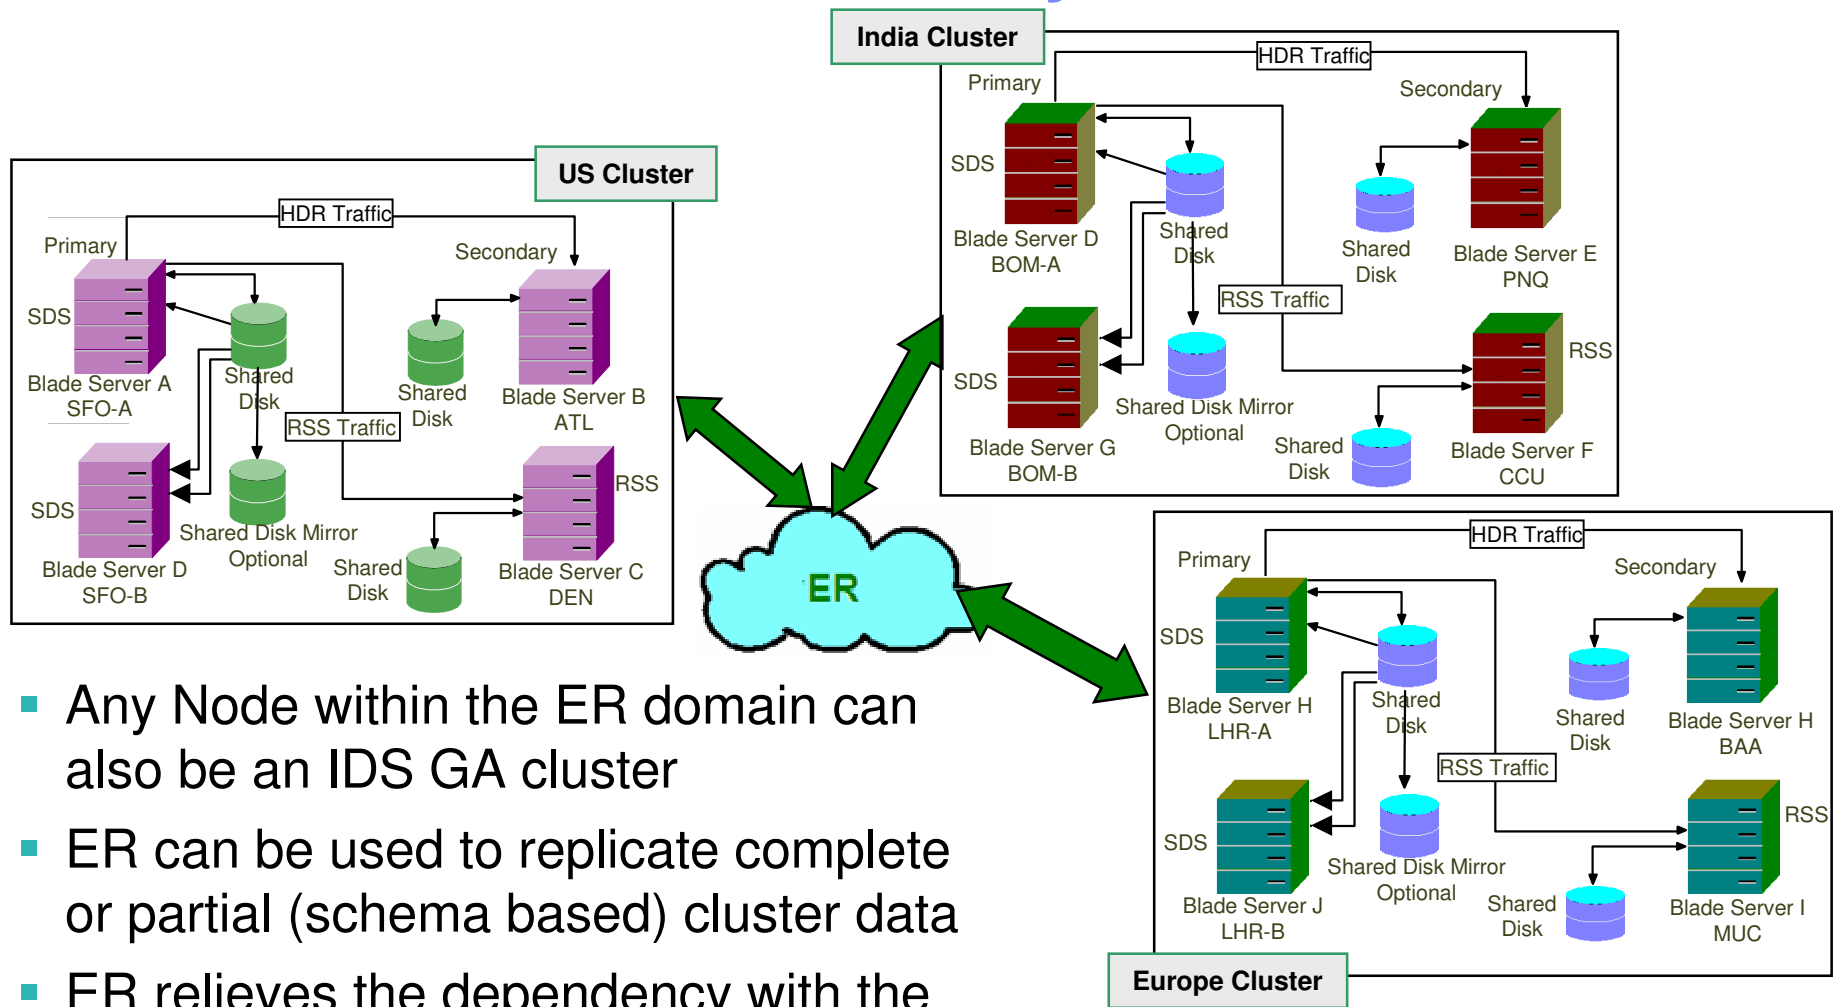 India Cluster
HDR Traffic
Primary
Secondary
SDS
Blade Server D
BOM-A
Shared
Disk
Shared
Disk
Blade Server E
PNQ
RSS Traffic
SDS
RSS
Shared Disk Mirror
Optional
Blade Server G
BOM-B
Shared
Disk
Blade Server F
CCU
US Cluster
HDR Traffic
Primary
Secondary
SDS
Blade Server A
SFO-A
Shared
Disk
Shared
Disk
Blade Server B
ATL
RSS Traffic
RSS
SDS
Shared Disk Mirror
Optional
Blade Server D
SFO-B
Shared
Disk
Blade Server C
DEN
ER
HDR Traffic
Primary
Secondary
SDS
Blade Server H
LHR-A
Shared
Disk
Shared
Disk
Blade Server H
BAA
RSS Traffic
RSS
SDS
Shared Disk Mirror
Optional
Blade Server J
LHR-B
Shared
Disk
Blade Server I
MUC
Europe Cluster
Any Node within the ER domain can
also be an IDS GA cluster
ER can be used to replicate complete
or partial (schema based) cluster data
ER relieves the dependency with the